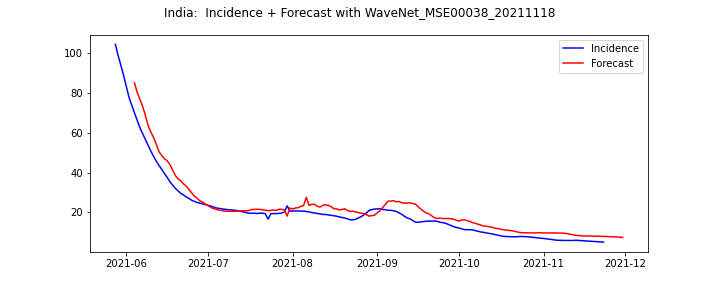 India:  Incidence + Forecast with WaveNet_MSE00038_20211118
Incidence
Forecast
100
80
60
40
20
2021-06 2021-07 2021-08 2021-09 2021-10 2021-11 2021-12